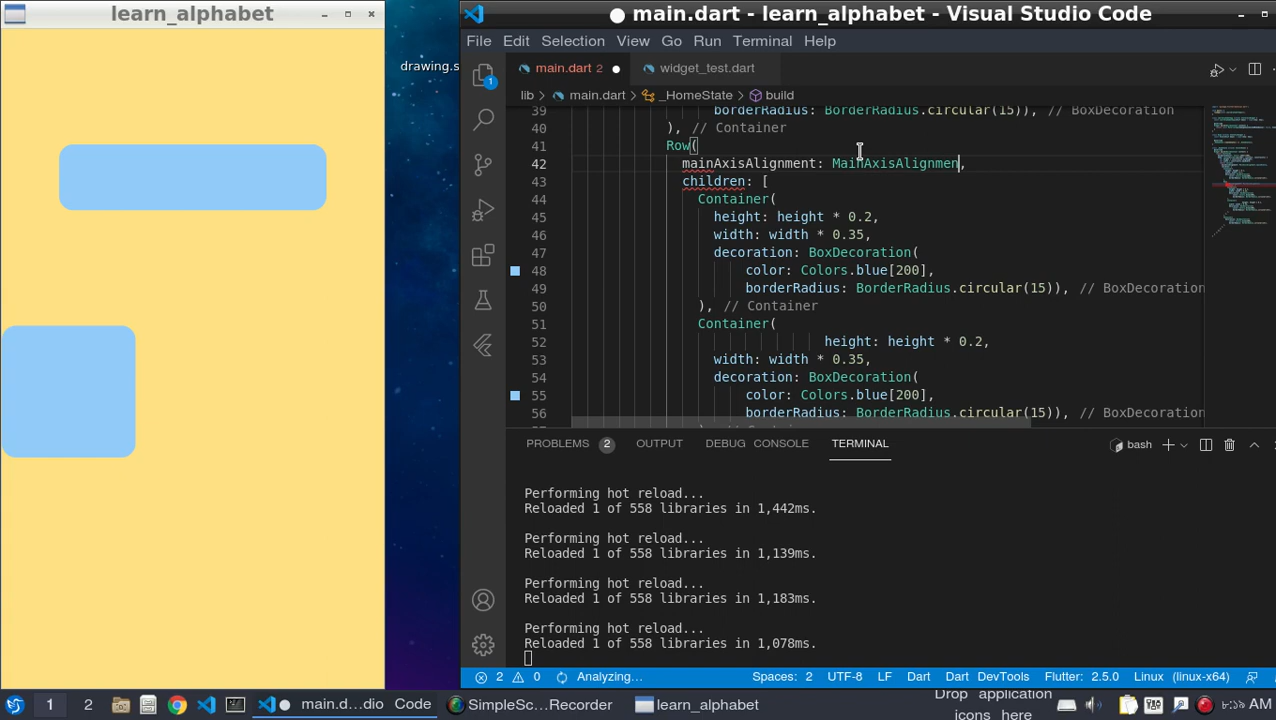 learn_alphabet
drawing.s
● main.dart - learn_alphabet - Visual Studio Code
File Edit Selection View Go Run Terminal Help
1
main.dart 2 ●
widget_test.dart
lib > main.dart > _HomeState > build
39 borderRadius: BorderRadius.circular(15)), // BoxDecoration
40 ), // Container
41 Row(
42 mainAxisAlignment: MainAxisAlignmen,
43 children: [
44 Container(
45 height: height * 0.2,
46 width: width * 0.35,
47 decoration: BoxDecoration(
48 color: Colors.blue[200],
49 borderRadius: BorderRadius.circular(15)), // BoxDecoration
50 ), // Container
51 Container(
52 height: height * 0.2,
53 width: width * 0.35,
54 decoration: BoxDecoration(
55 color: Colors.blue[200],
56 borderRadius: BorderRadius.circular(15)), // BoxDecoration
PROBLEMS 2 OUTPUT DEBUG CONSOLE TERMINAL bash
Performing hot reload...
Reloaded 1 of 558 libraries in 1,442ms.
Performing hot reload...
Reloaded 1 of 558 libraries in 1,139ms.
Performing hot reload...
Reloaded 1 of 558 libraries in 1,183ms.
Performing hot reload...
Reloaded 1 of 558 libraries in 1,078ms.
2 0 Analyzing... Spaces: 2 UTF-8 LF Dart Dart DevTools Flutter: 2.5.0 Linux (linux-x64)
1 2 ● main.d...dio Code SimpleSc...Recorder learn_alphabet Drop application icons here AM